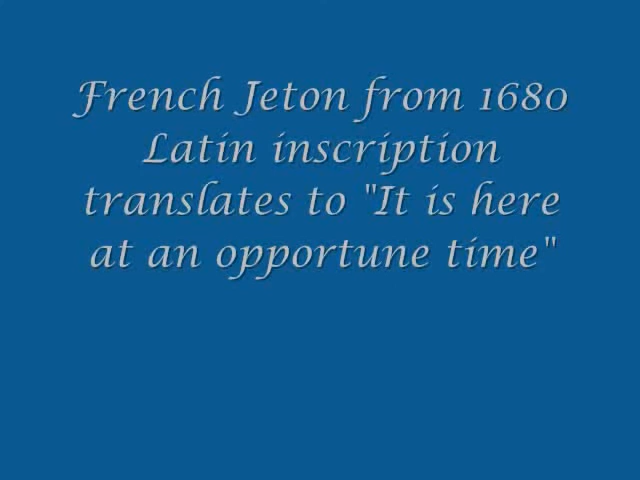 French Jeton from 1680
Latin inscription
translates to "It is here
at an opportune time"